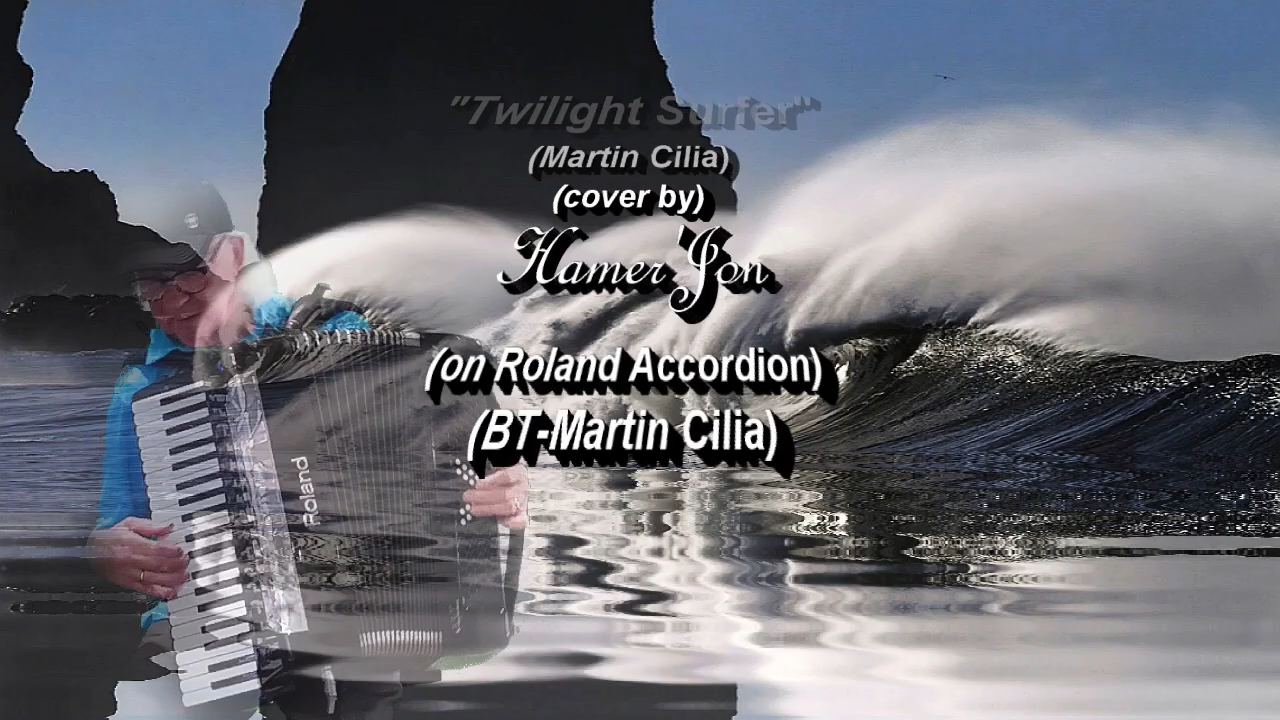 "Twilight Surfer"
(Martin Cilia)
(cover by)
Hamer Jon
(on Roland Accordion)
(BT-Martin Cilia)
Roland